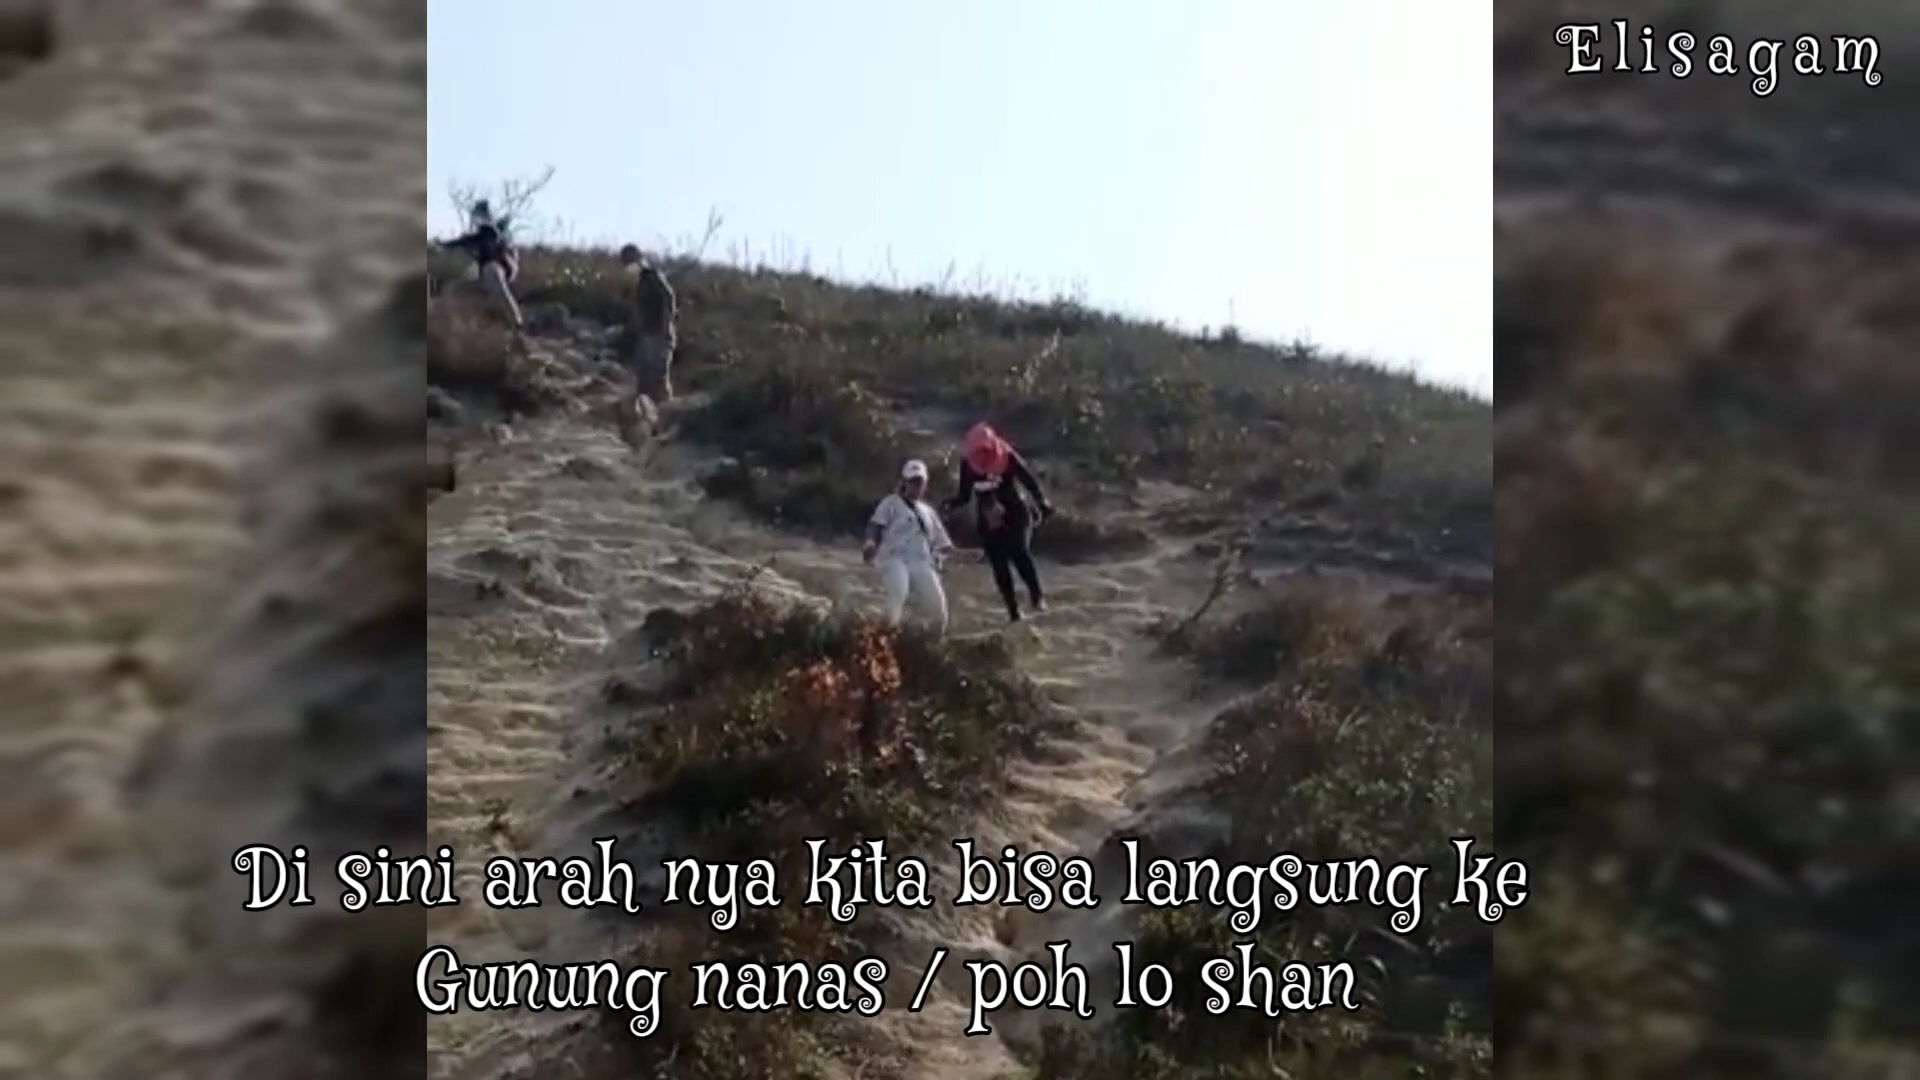 Elisagam
Di sini arah nya kita bisa langsung ke
Gunung nanas / poh lo shan